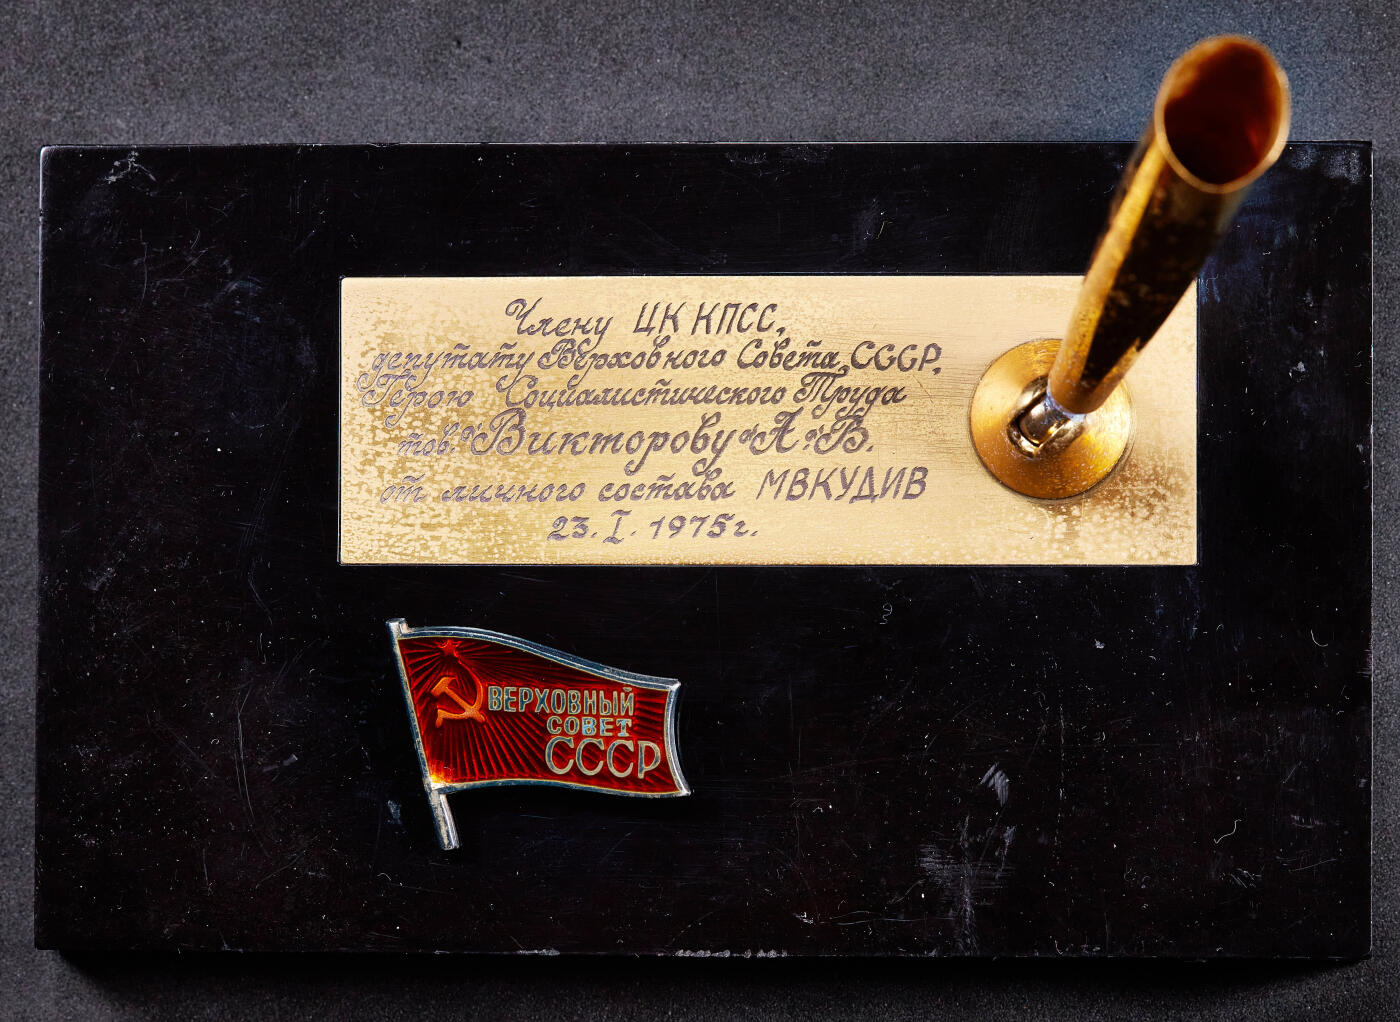 Члену ЦК КПСС,
депутату Верховного Совета СССР,
Герою Социалистического Труда
тов. Викторову А. В.
от личного состава МВКУДИВ
23. I. 1975 г.
ВЕРХОВНЫЙ
СОВЕТ
СССР